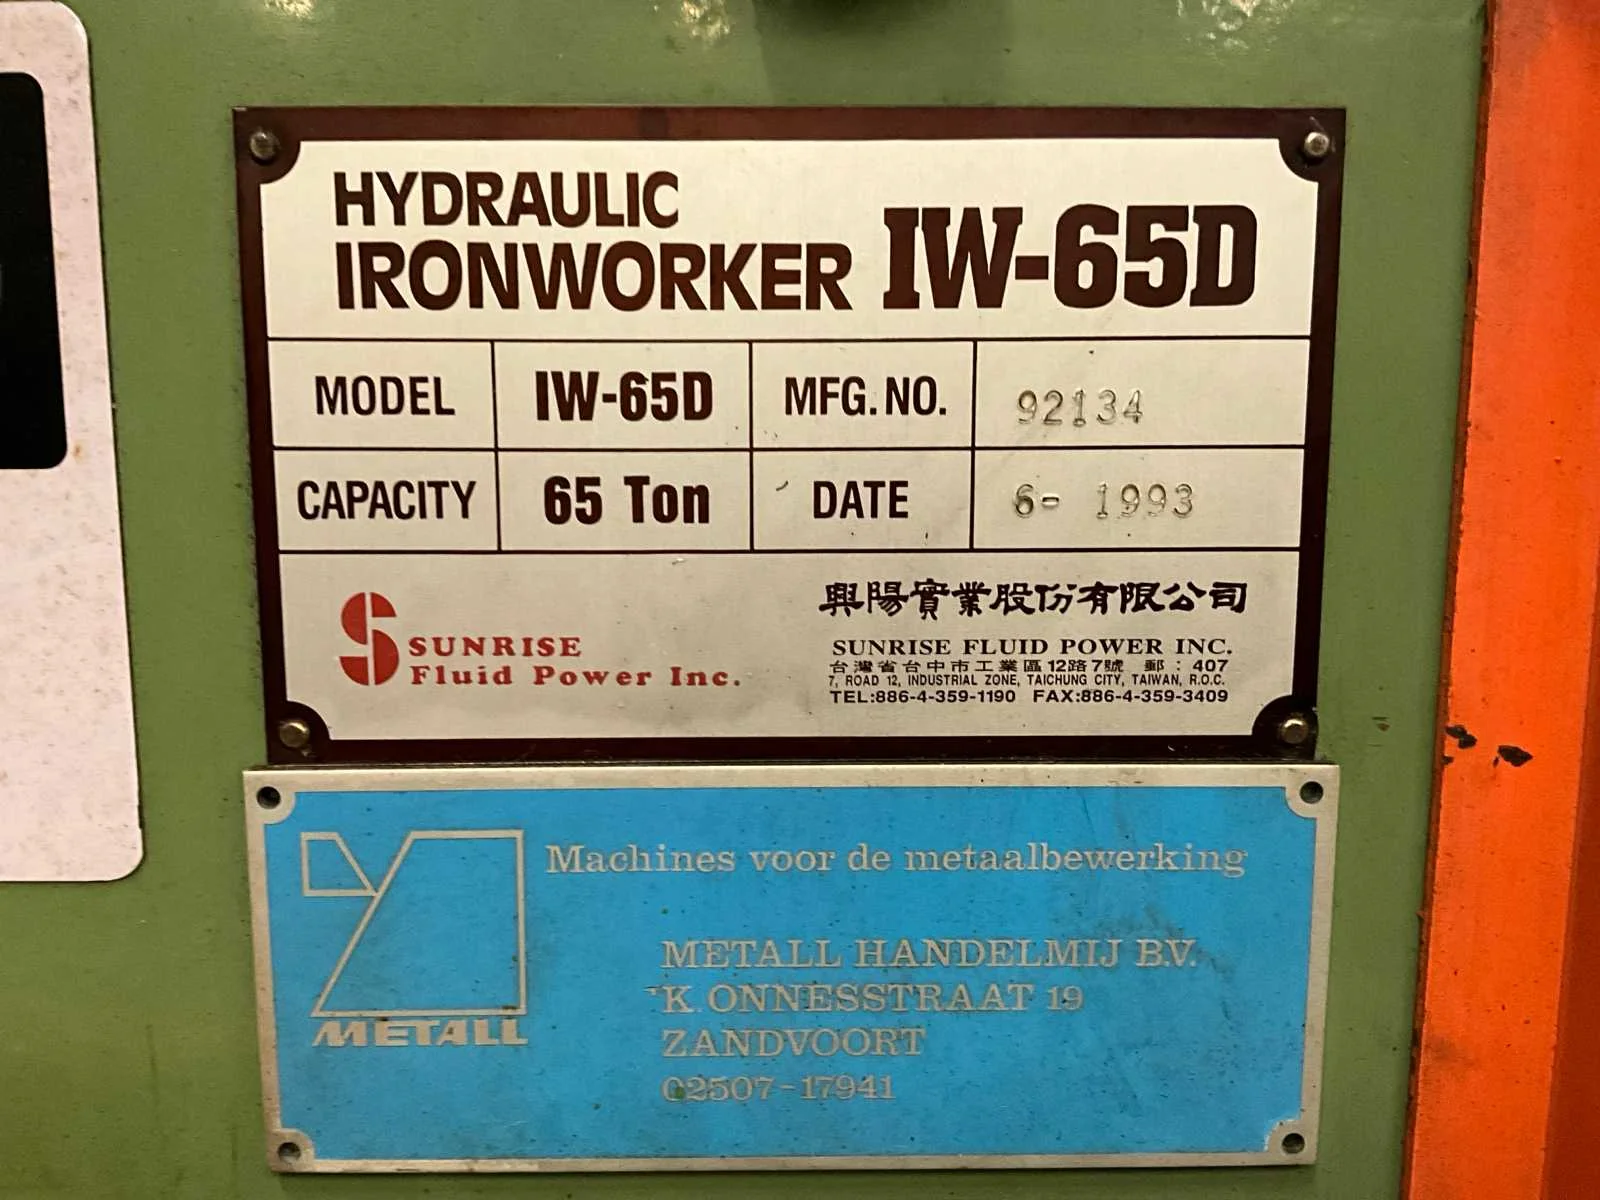 HYDRAULIC
IRONWORKER IW-65D
MODEL IW-65D MFG. NO. 92134
CAPACITY 65 Ton DATE 6- 1993
SUNRISE
Fluid Power Inc.
興陽實業股份有限公司
SUNRISE FLUID POWER INC.
台灣省台中市工業區12路7號 郵：407
7, ROAD 12, INDUSTRIAL ZONE, TAICHUNG CITY, TAIWAN, R.O.C.
TEL:886-4-359-1190 FAX:886-4-359-3409
Machines voor de metaalbewerking
METALL HANDELMIJ B.V.
K. ONNESSTRAAT 19
ZANDVOORT
02507-17941
METALL